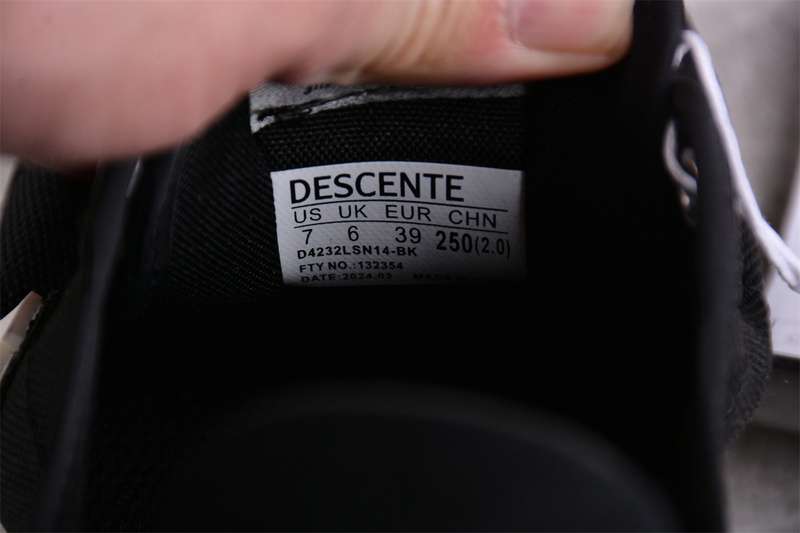 DESCENTE
US UK EUR CHN
7 6 39 250(2.0)
D4232LSN14-BK
FTY NO.:132354
DATE:2024.03